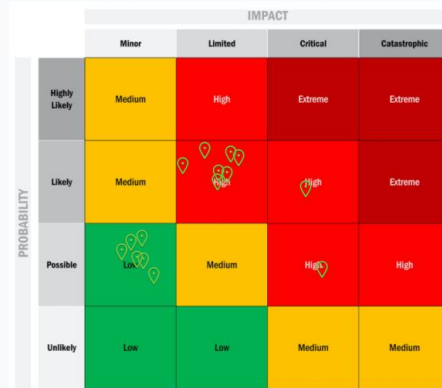 IMPACT
Minor
Limited
Critical
Catastrophic
PROBABILITY
Highly
Likely
Medium
High
Extreme
Extreme
Likely
Medium
High
High
Extreme
Possible
Low
Medium
High
High
Unlikely
Low
Low
Medium
Medium